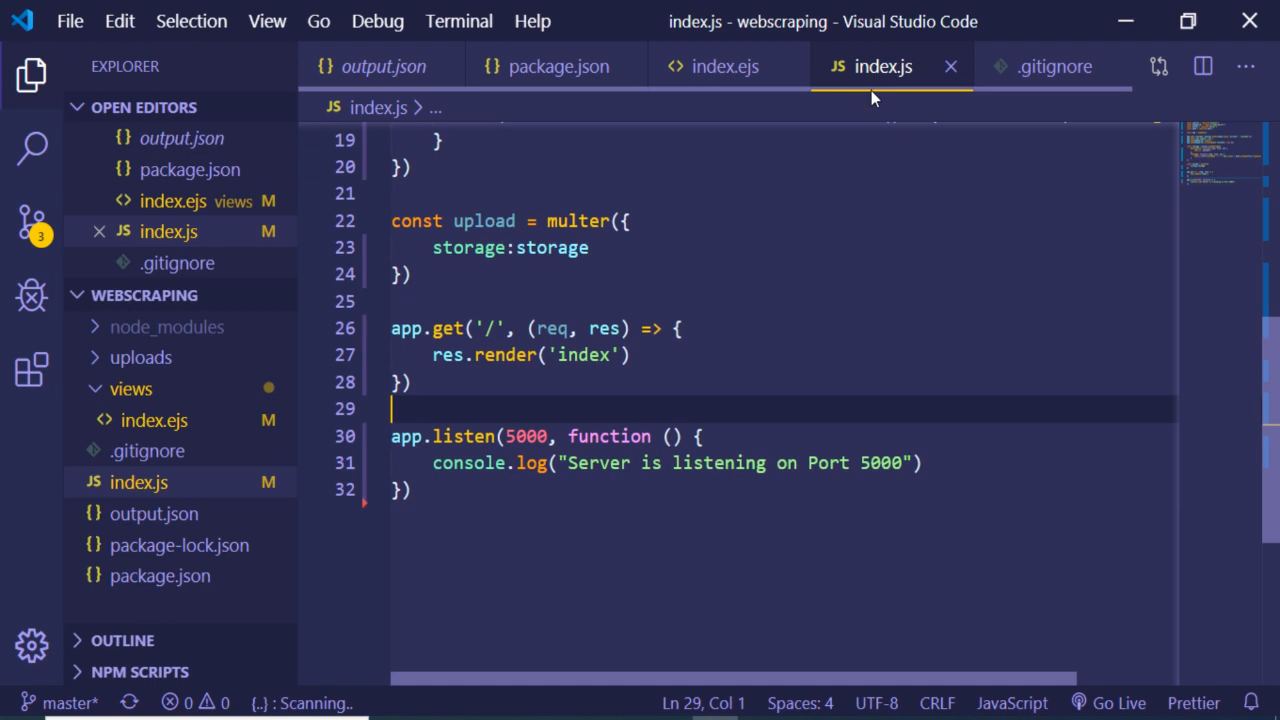 File Edit Selection View Go Debug Terminal Help index.js - webscraping - Visual Studio Code
EXPLORER
OPEN EDITORS
output.json
package.json
index.ejs views M
index.js M
.gitignore
WEBSCRAPING
node_modules
uploads
views
index.ejs M
.gitignore
JS index.js M
output.json
package-lock.json
package.json
OUTLINE
NPM SCRIPTS
3
{} output.json {} package.json <> index.ejs JS index.js .gitignore
JS index.js > ...
19     }
20 })
21
22 const upload = multer({
23     storage:storage
24 })
25
26 app.get('/', (req, res) => {
27     res.render('index')
28 })
29
30 app.listen(5000, function () {
31     console.log("Server is listening on Port 5000")
32 })
master* 0 0 {..} : Scanning.. Ln 29, Col 1 Spaces: 4 UTF-8 CRLF JavaScript Go Live Prettier